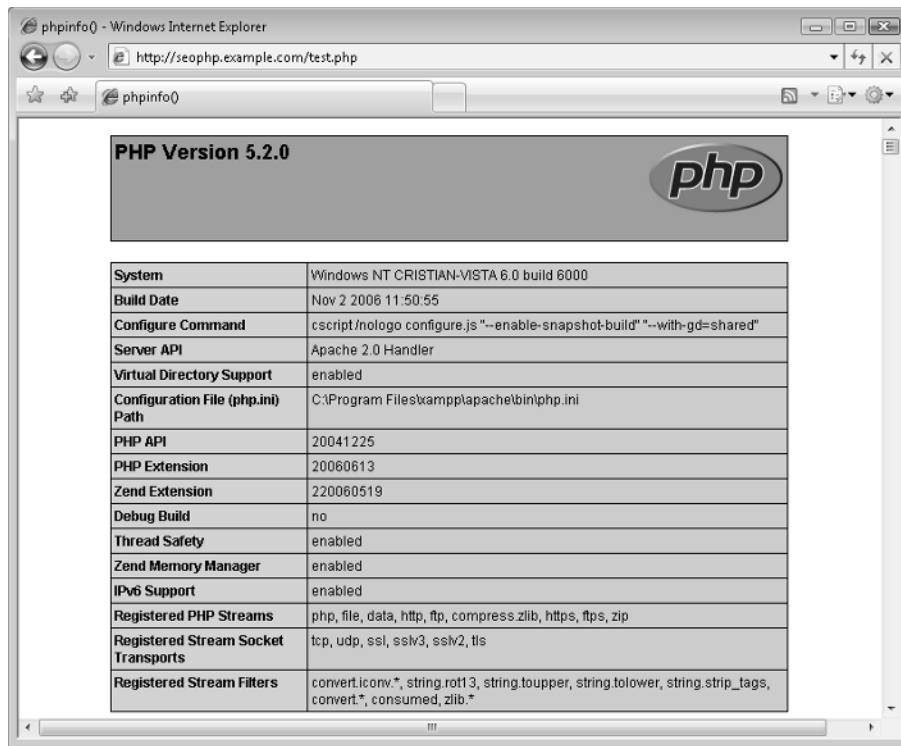 phpinfo() - Windows Internet Explorer
http://seophp.example.com/test.php
phpinfo()
PHP Version 5.2.0
php
System Windows NT CRISTIAN-VISTA 6.0 build 6000
Build Date Nov 2 2006 11:50:55
Configure Command cscript /nologo configure.js "--enable-snapshot-build" "--with-gd=shared"
Server API Apache 2.0 Handler
Virtual Directory Support enabled
Configuration File (php.ini) C:\Program Files\xampp\apache\bin\php.ini
Path
PHP API 20041225
PHP Extension 20060613
Zend Extension 220060519
Debug Build no
Thread Safety enabled
Zend Memory Manager enabled
IPv6 Support enabled
Registered PHP Streams php, file, data, http, ftp, compress.zlib, https, ftps, zip
Registered Stream Socket tcp, udp, ssl, sslv3, sslv2, tls
Transports
Registered Stream Filters convert.iconv.*, string.rot13, string.toupper, string.tolower, string.strip_tags,
convert.*, consumed, zlib.*